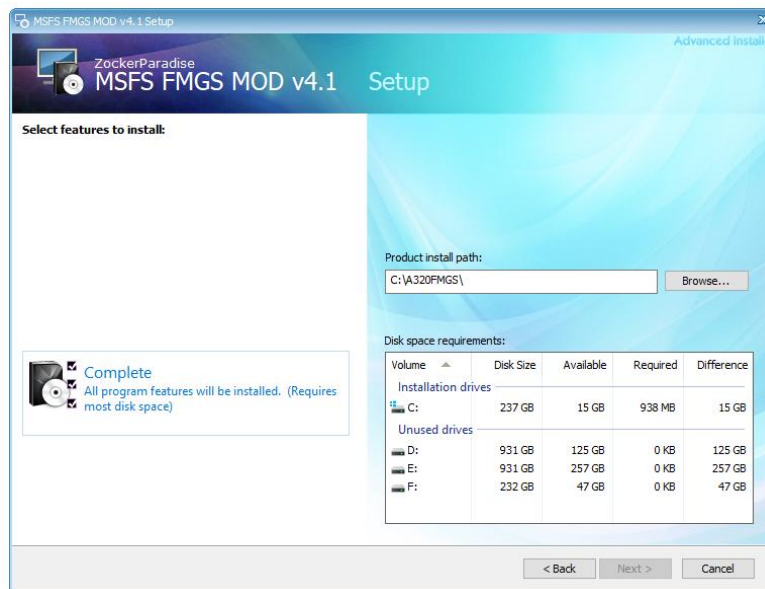 MSFS FMGS MOD v4.1 Setup
Advanced Install
ZockerParadise
MSFS FMGS MOD v4.1 Setup
Select features to install:
Complete
All program features will be installed. (Requires
most disk space)
Product install path:
C:\A320FMGS\
Browse...
Disk space requirements:
Volume Disk Size Available Required Difference
Installation drives
C: 237 GB 15 GB 938 MB 15 GB
Unused drives
D: 931 GB 125 GB 0 KB 125 GB
E: 931 GB 257 GB 0 KB 257 GB
F: 232 GB 47 GB 0 KB 47 GB
< Back Next > Cancel